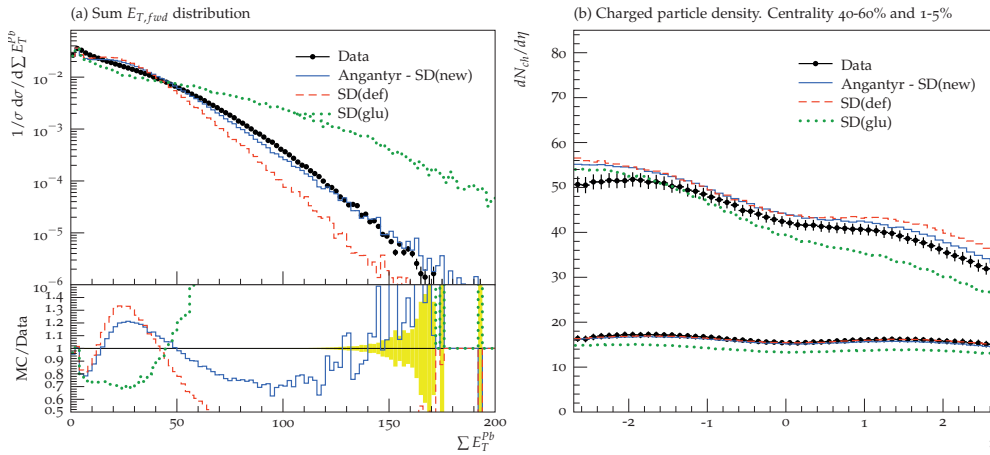 (a) Sum E_{T,fwd} distribution
1/σ dσ/d∑ E_T^{Pb}
10^{−2}
10^{−3}
10^{−4}
10^{−5}
10^{−6}
Data
Angantyr - SD(new)
SD(def)
SD(glu)
MC/Data
1.4
1.3
1.2
1.1
1
0.9
0.8
0.7
0.6
0.5
0 50 100 150 200
∑ E_T^{Pb}
(b) Charged particle density. Centrality 40-60% and 1-5%
dN_{ch}/dη
80
70
60
50
40
30
20
10
0
Data
Angantyr - SD(new)
SD(def)
SD(glu)
-2 -1 0 1 2